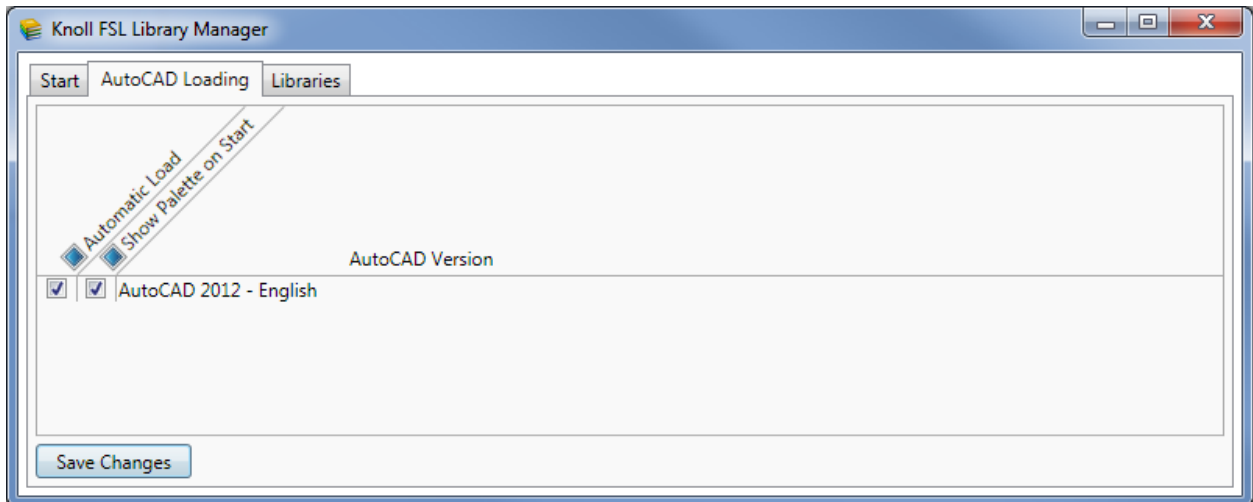 Knoll FSL Library Manager
Start AutoCAD Loading Libraries
Automatic Load
Show Palette on Start
AutoCAD Version
AutoCAD 2012 - English
Save Changes